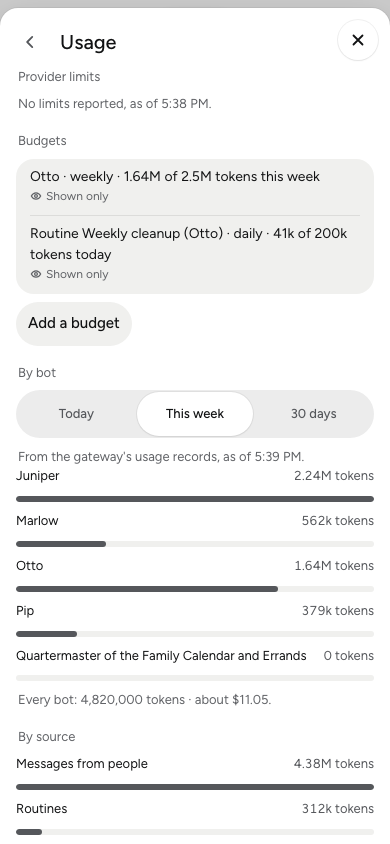 Usage
Provider limits
No limits reported, as of 5:38 PM.
Budgets
Otto · weekly · 1.64M of 2.5M tokens this week
Shown only
Routine Weekly cleanup (Otto) · daily · 41k of 200k
tokens today
Shown only
Add a budget
By bot
Today
This week
30 days
From the gateway's usage records, as of 5:39 PM.
Juniper 2.24M tokens
Marlow 562k tokens
Otto 1.64M tokens
Pip 379k tokens
Quartermaster of the Family Calendar and Errands 0 tokens
Every bot: 4,820,000 tokens · about $11.05.
By source
Messages from people 4.38M tokens
Routines 312k tokens